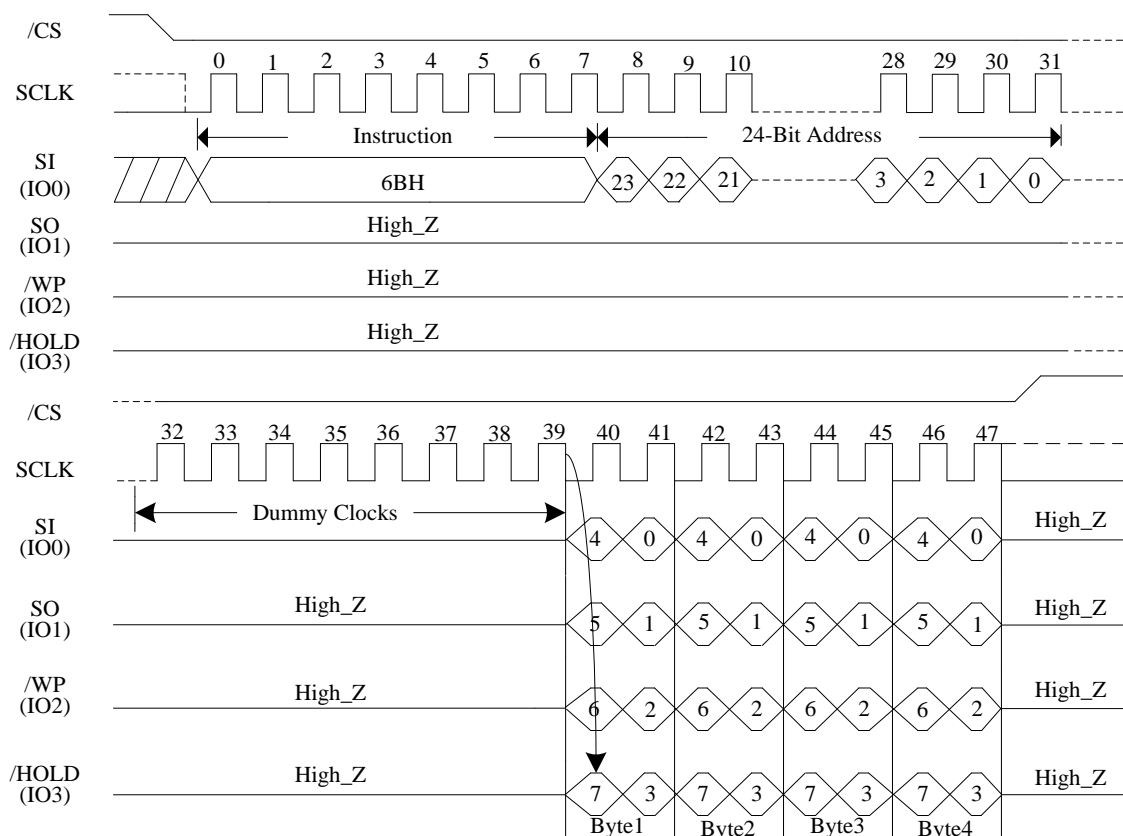 /CS
0 1 2 3 4 5 6 7 8 9 10 28 29 30 31
SCLK
Instruction 24-Bit Address
SI
(IO0)
6BH 23 22 21 3 2 1 0
SO
(IO1)
High_Z
/WP
(IO2)
High_Z
/HOLD
(IO3)
High_Z
/CS
32 33 34 35 36 37 38 39 40 41 42 43 44 45 46 47
SCLK
Dummy Clocks
SI
(IO0)
4 0 4 0 4 0 4 0 High_Z
SO
(IO1)
High_Z 5 1 5 1 5 1 5 1 High_Z
/WP
(IO2)
High_Z 6 2 6 2 6 2 6 2 High_Z
/HOLD
(IO3)
High_Z 7 3 7 3 7 3 7 3 High_Z
Byte1 Byte2 Byte3 Byte4